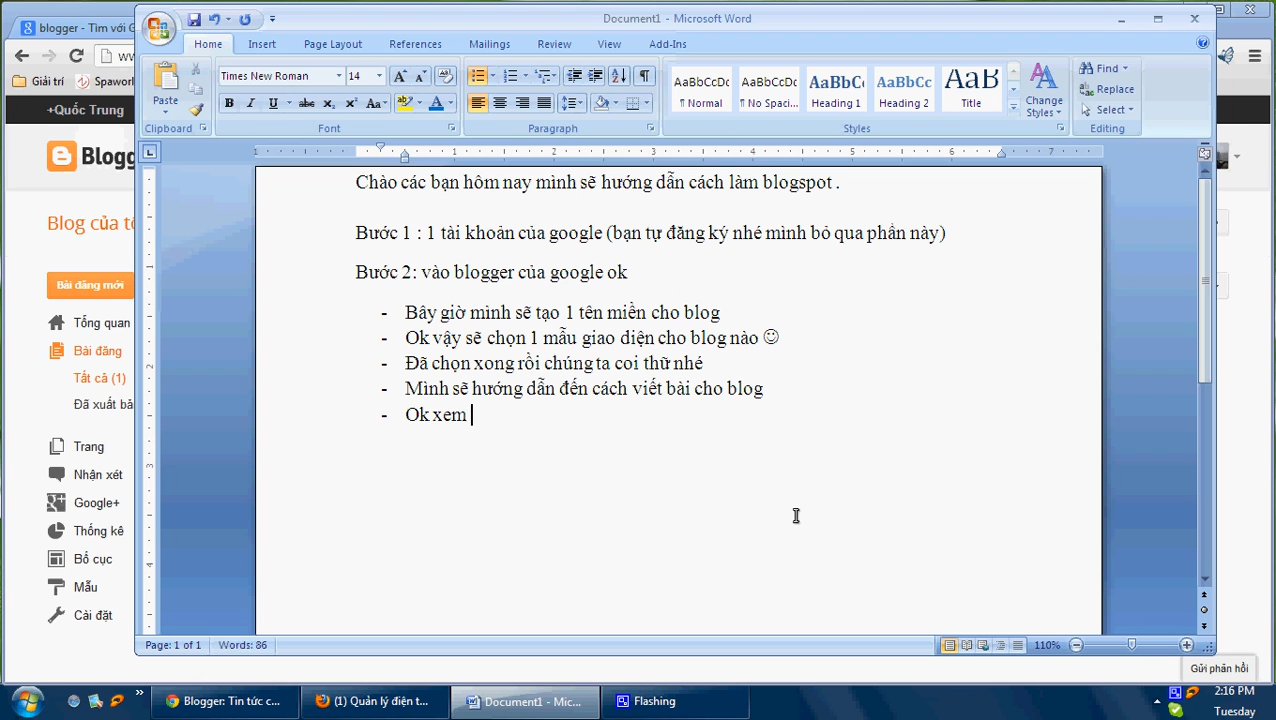 blogger - Tìm với G
Document1 - Microsoft Word
Home Insert Page Layout References Mailings Review View Add-Ins
Giải trí Spawor
Paste
Times New Roman 14
AaBbCcDc AaBbCcDc AaBbC AaBbCc AaB
¶ Normal ¶ No Spaci... Heading 1 Heading 2 Title
Change Styles
Find
Replace
Select
Clipboard Font Paragraph Styles Editing
+Quốc Trung
Blogg
Blog của tô
Bài đăng mới
Tổng quan
Bài đăng
Tất cả (1)
Đã xuất bả
Trang
Nhận xét
Google+
Thống kê
Bố cục
Mẫu
Cài đặt
Chào các bạn hôm nay mình sẽ hướng dẫn cách làm blogspot .
Bước 1 : 1 tài khoản của google (bạn tự đăng ký nhé mình bỏ qua phần này)
Bước 2: vào blogger của google ok
- Bây giờ mình sẽ tạo 1 tên miền cho blog
- Ok vậy sẽ chọn 1 mẫu giao diện cho blog nào ☺
- Đã chọn xong rồi chúng ta coi thữ nhé
- Mình sẽ hướng dẫn đến cách viết bài cho blog
- Ok xem
Page: 1 of 1 Words: 86 110%
Gửi phản hồi
Blogger: Tin tức c... (1) Quản lý điện t... Document1 - Mic... Flashing
2:16 PM
Tuesday